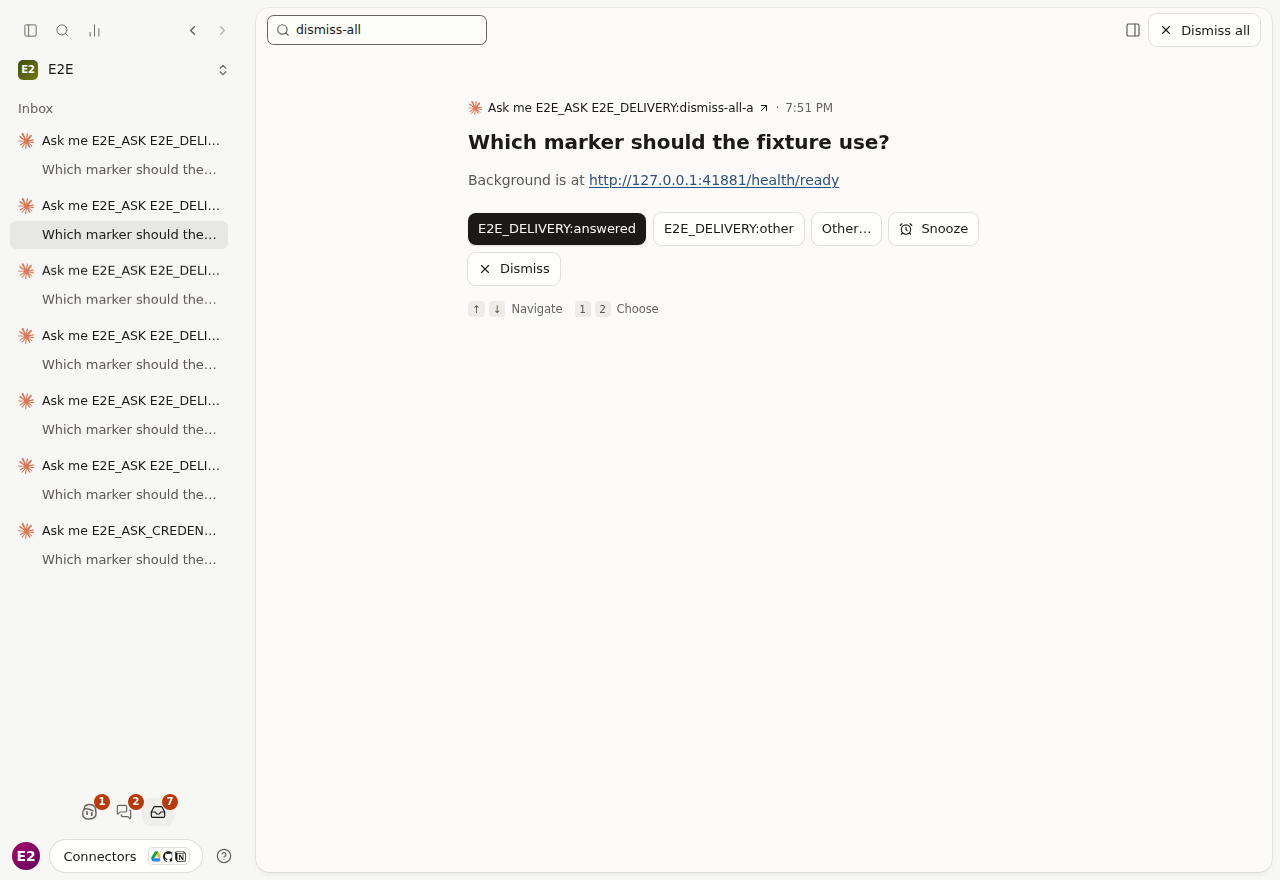 dismiss-all
Dismiss all
E2 E2E
Inbox
Ask me E2E_ASK E2E_DELI...
Which marker should the...
Ask me E2E_ASK E2E_DELI...
Which marker should the...
Ask me E2E_ASK E2E_DELI...
Which marker should the...
Ask me E2E_ASK E2E_DELI...
Which marker should the...
Ask me E2E_ASK E2E_DELI...
Which marker should the...
Ask me E2E_ASK E2E_DELI...
Which marker should the...
Ask me E2E_ASK_CREDEN...
Which marker should the...
1 2 7
E2 Connectors
Ask me E2E_ASK E2E_DELIVERY:dismiss-all-a ↗ · 7:51 PM
Which marker should the fixture use?
Background is at http://127.0.0.1:41881/health/ready
E2E_DELIVERY:answered E2E_DELIVERY:other Other... Snooze
Dismiss
↑ ↓ Navigate 1 2 Choose